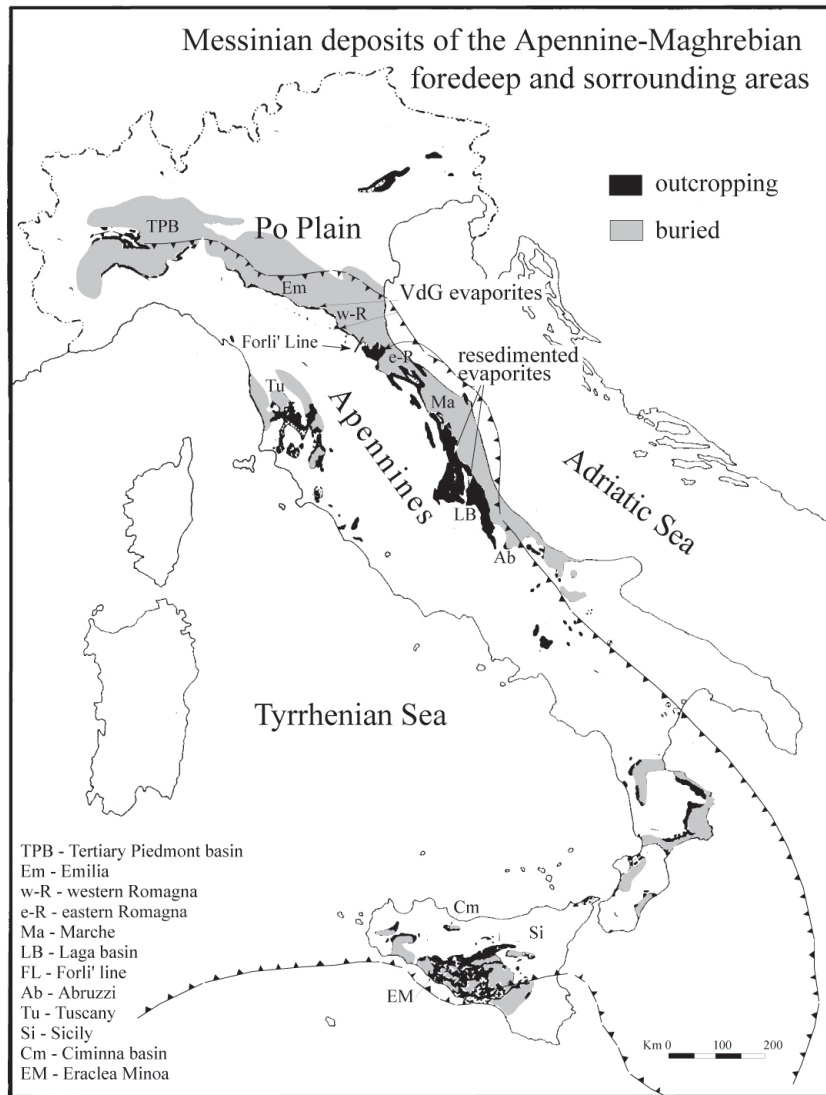 Messinian deposits of the Apennine-Maghrebian
foredeep and sorrounding areas
outcropping
buried
TPB
Po Plain
Em
VdG evaporites
w-R
Forli' Line
e-R
resedimented
evaporites
Tu
Ma
Apennines
Adriatic Sea
LB
Ab
Tyrrhenian Sea
TPB - Tertiary Piedmont basin
Em - Emilia
w-R - western Romagna
e-R - eastern Romagna
Ma - Marche
LB - Laga basin
FL - Forli' line
Ab - Abruzzi
Tu - Tuscany
Si - Sicily
Cm - Ciminna basin
EM - Eraclea Minoa
Cm
Si
EM
Km 0 100 200